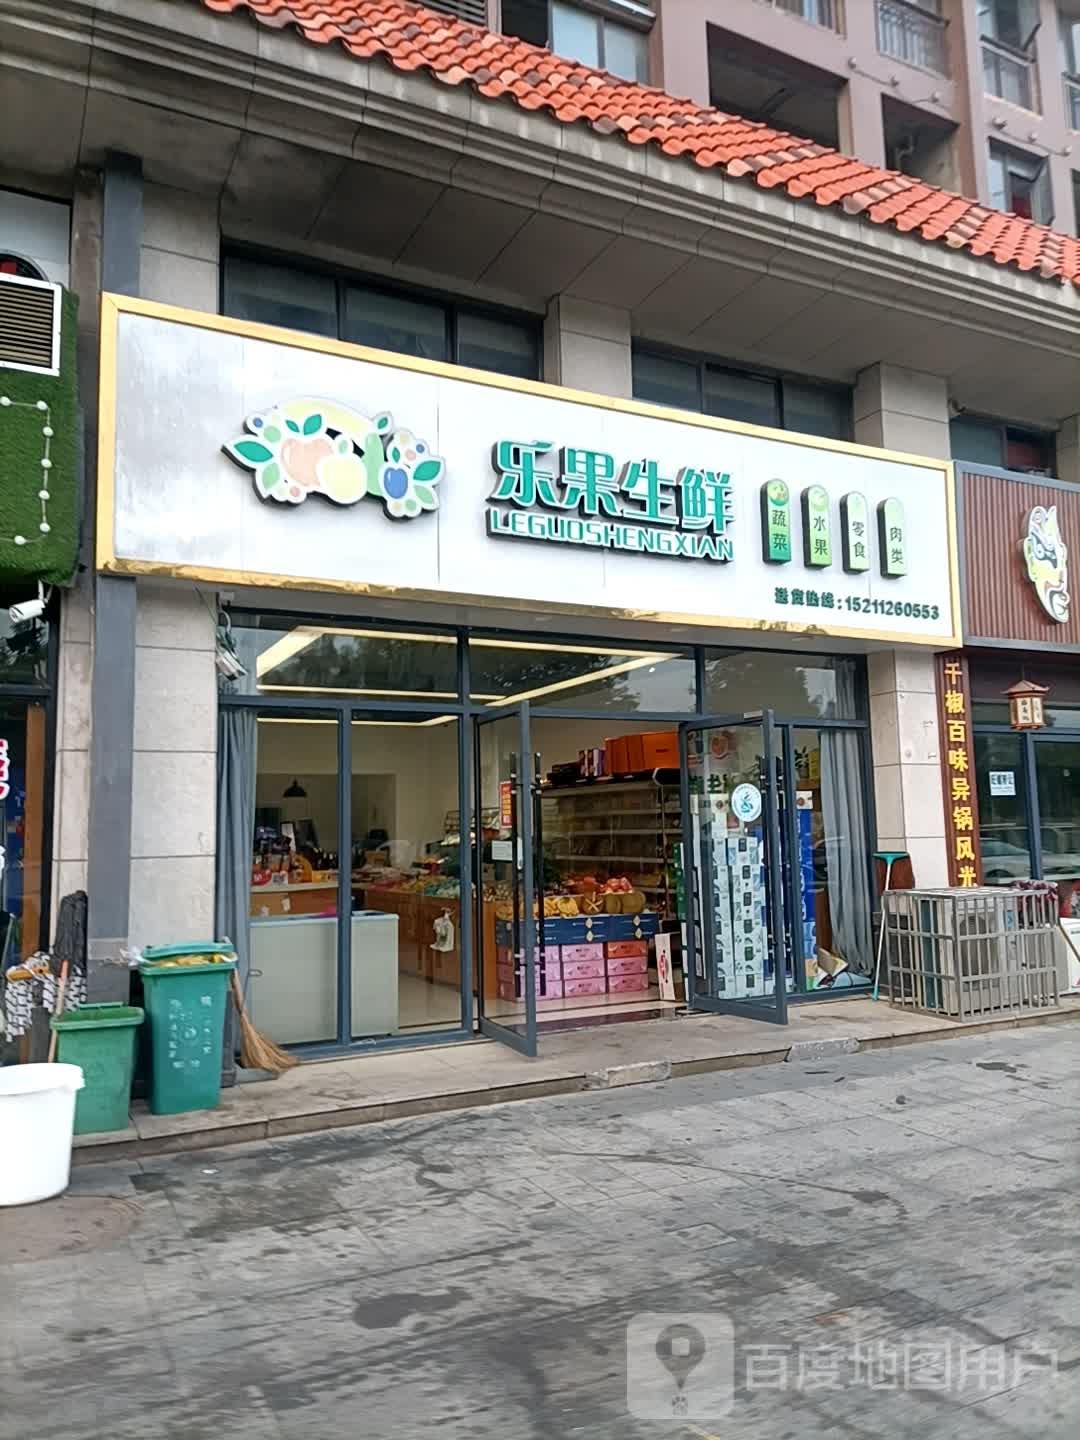 乐果生鲜
LEGUOSHENGXIAN
蔬菜
水果
零食
肉类
送货热线:15211260553
千椒百味异锅风光
百度地图用户